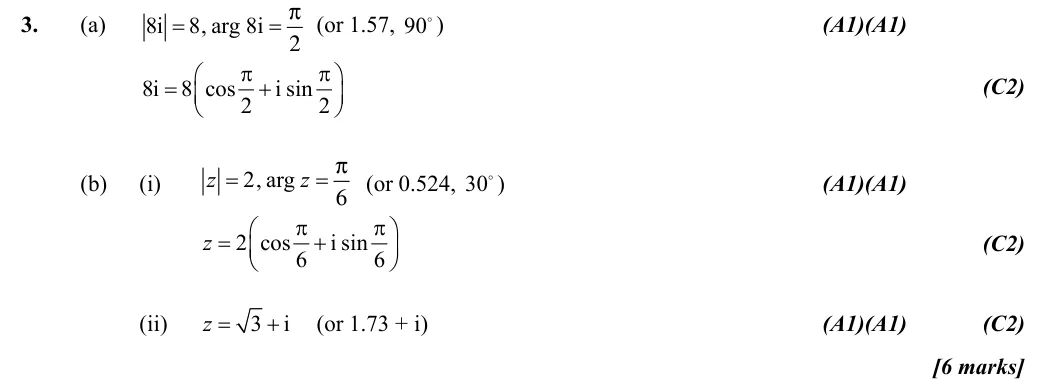 3. (a) |8i| = 8, arg 8i = π/2 (or 1.57, 90°) (A1)(A1)
8i = 8(cos π/2 + i sin π/2) (C2)
(b) (i) |z| = 2, arg z = π/6 (or 0.524, 30°) (A1)(A1)
z = 2(cos π/6 + i sin π/6) (C2)
(ii) z = √3 + i (or 1.73 + i) (A1)(A1) (C2)
[6 marks]